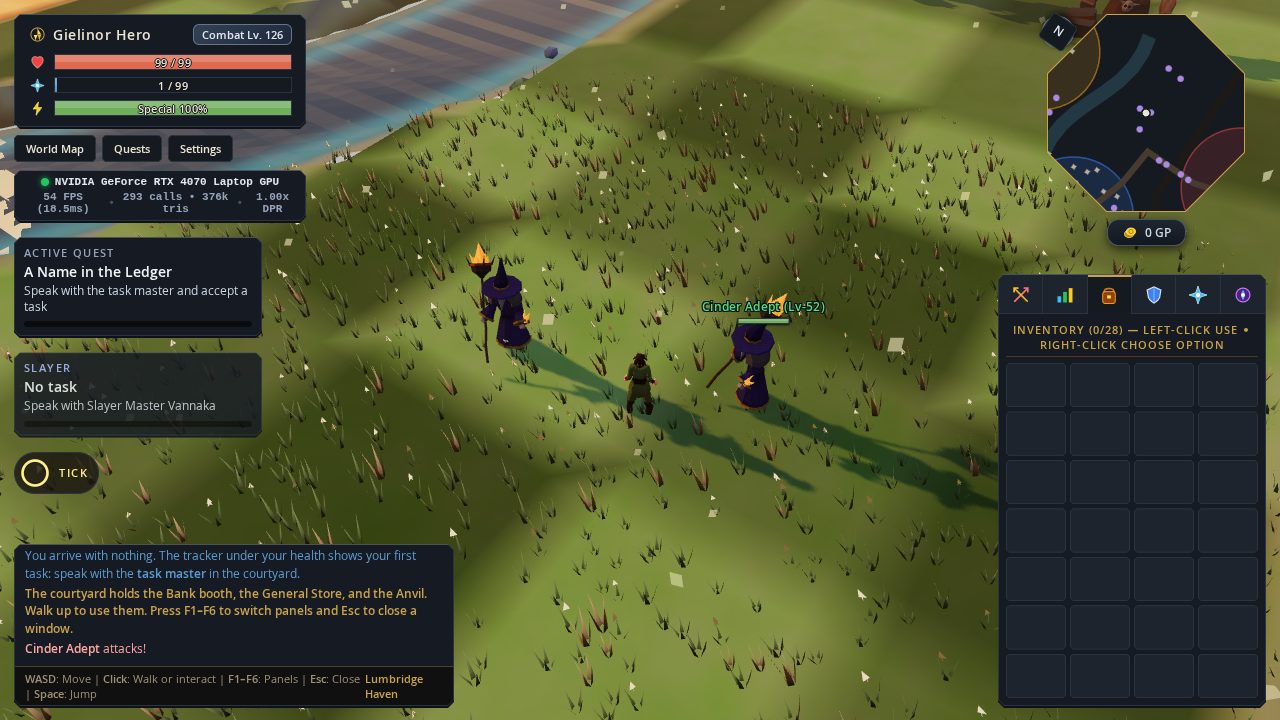 Gielinor Hero
Combat Lv. 126
99 / 99
1 / 99
Special 100%
World Map
Quests
Settings
NVIDIA GeForce RTX 4070 Laptop GPU
54 FPS (18.5ms) • 293 calls • 376k tris • 1.00x DPR
ACTIVE QUEST
A Name in the Ledger
Speak with the task master and accept a
task
SLAYER
No task
Speak with Slayer Master Vannaka
TICK
Cinder Adept (Lv-52)
N
0 GP
INVENTORY (0/28) — LEFT-CLICK USE •
RIGHT-CLICK CHOOSE OPTION
You arrive with nothing. The tracker under your health shows your first
task: speak with the task master in the courtyard.
The courtyard holds the Bank booth, the General Store, and the Anvil.
Walk up to use them. Press F1–F6 to switch panels and Esc to close a
window.
Cinder Adept attacks!
WASD: Move | Click: Walk or interact | F1–F6: Panels | Esc: Close
| Space: Jump
Lumbridge
Haven